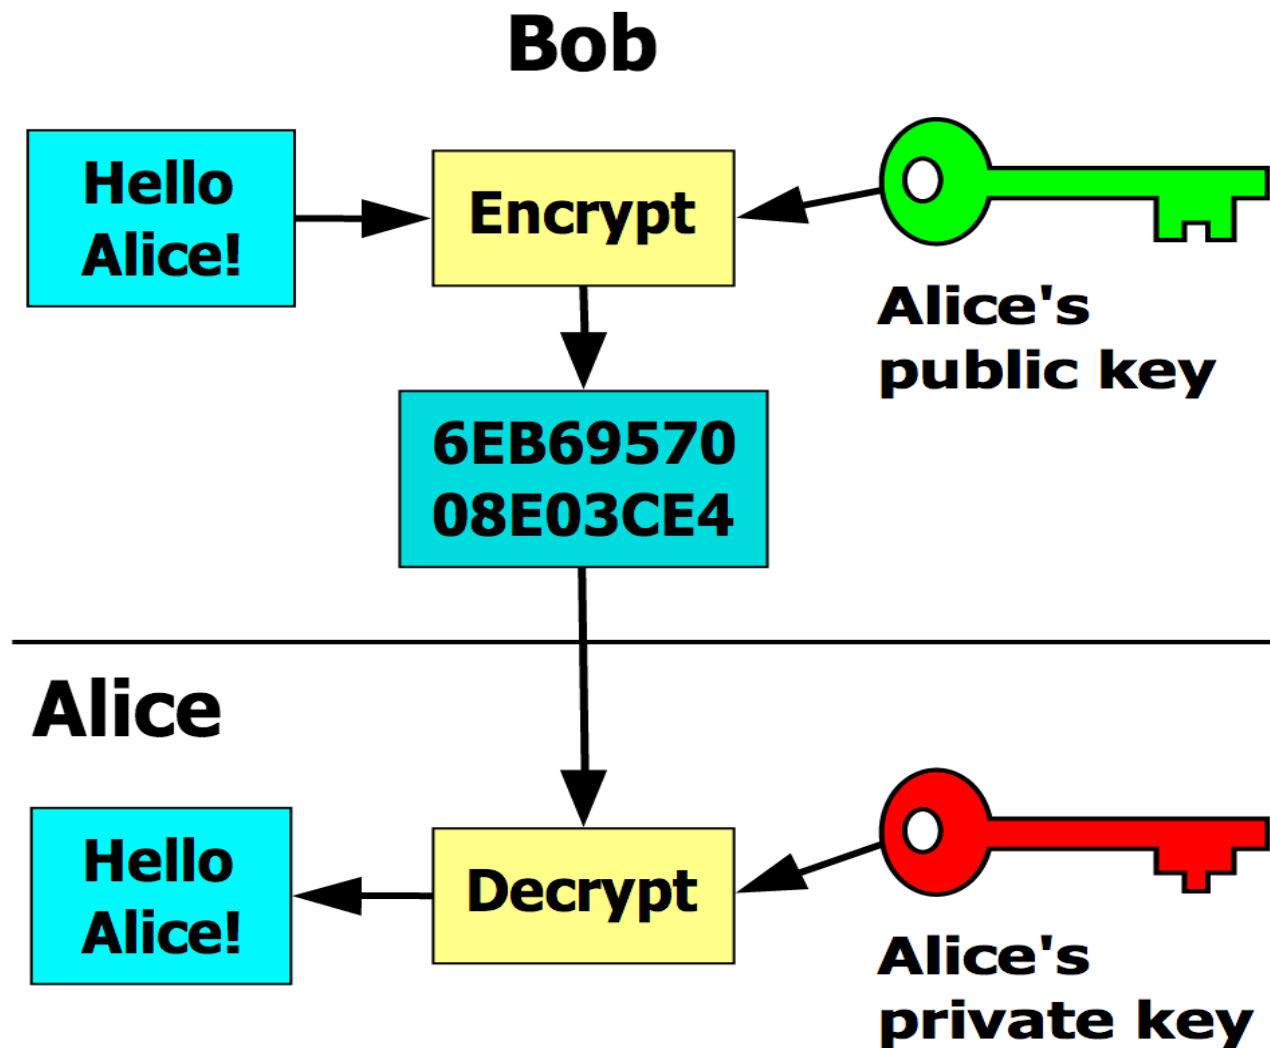 Bob
Hello
Alice!
Encrypt
Alice's
public key
6EB69570
08E03CE4
Alice
Hello
Alice!
Decrypt
Alice's
private key